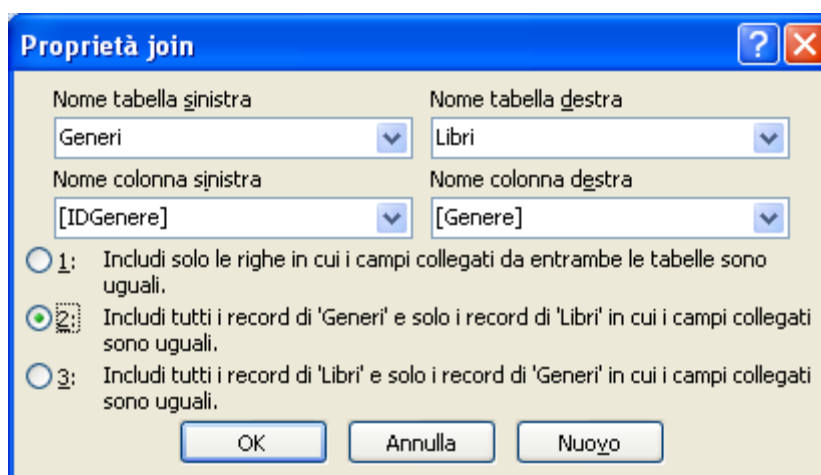 Proprietà join
Nome tabella sinistra
Nome tabella destra
Generi
Libri
Nome colonna sinistra
Nome colonna destra
[IDGenere]
[Genere]
1: Includi solo le righe in cui i campi collegati da entrambe le tabelle sono
uguali.
2: Includi tutti i record di 'Generi' e solo i record di 'Libri' in cui i campi collegati
sono uguali.
3: Includi tutti i record di 'Libri' e solo i record di 'Generi' in cui i campi collegati
sono uguali.
OK
Annulla
Nuovo